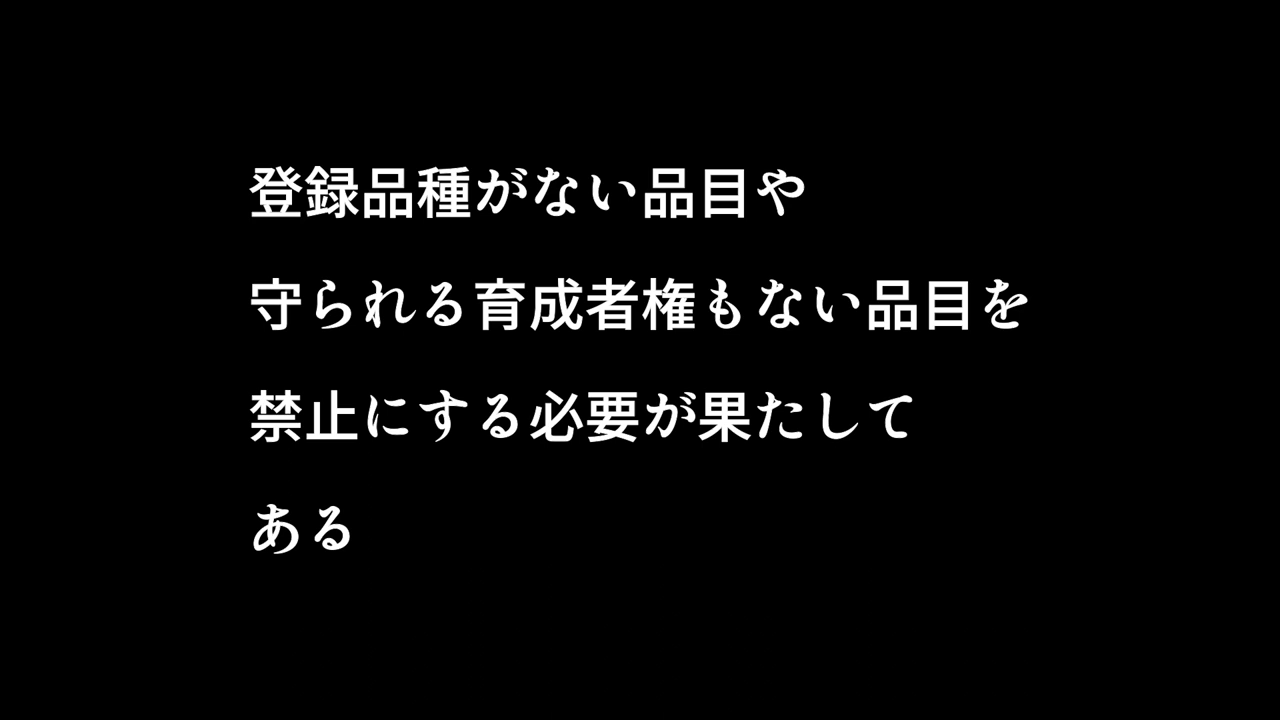 登録品種がない品目や
守られる育成者権もない品目を
禁止にする必要が果たして
ある